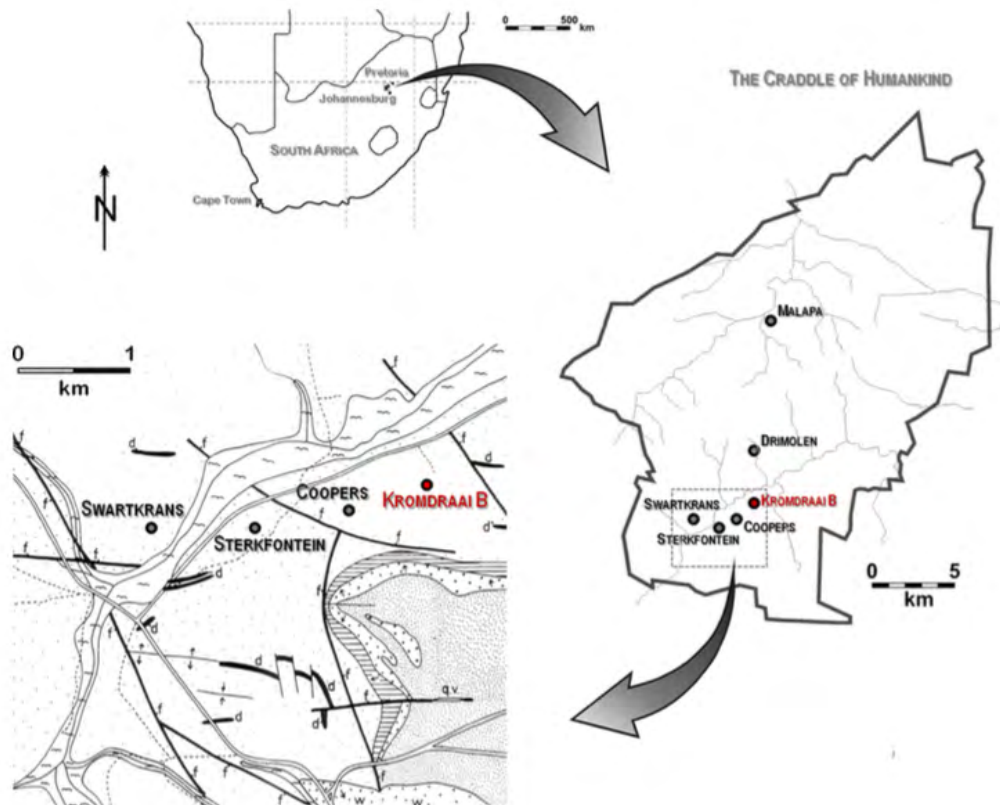 0 500
km
THE CRADDLE OF HUMANKIND
Pretoria
Johannesburg
SOUTH AFRICA
N
Cape Town
MALAPA
0 1
km
f
d
f
f
d
DRIMOLEN
COOPERS
KROMDRAAI B
SWARTKRANS
STERKFONTEIN
d'
KROMDRAAI B
SWARTKRANS
COOPERS
STERKFONTEIN
0 5
km
f
f
d
f
d
f
d
d
f
q.v.
f
d
d
f
f
f
f
w w